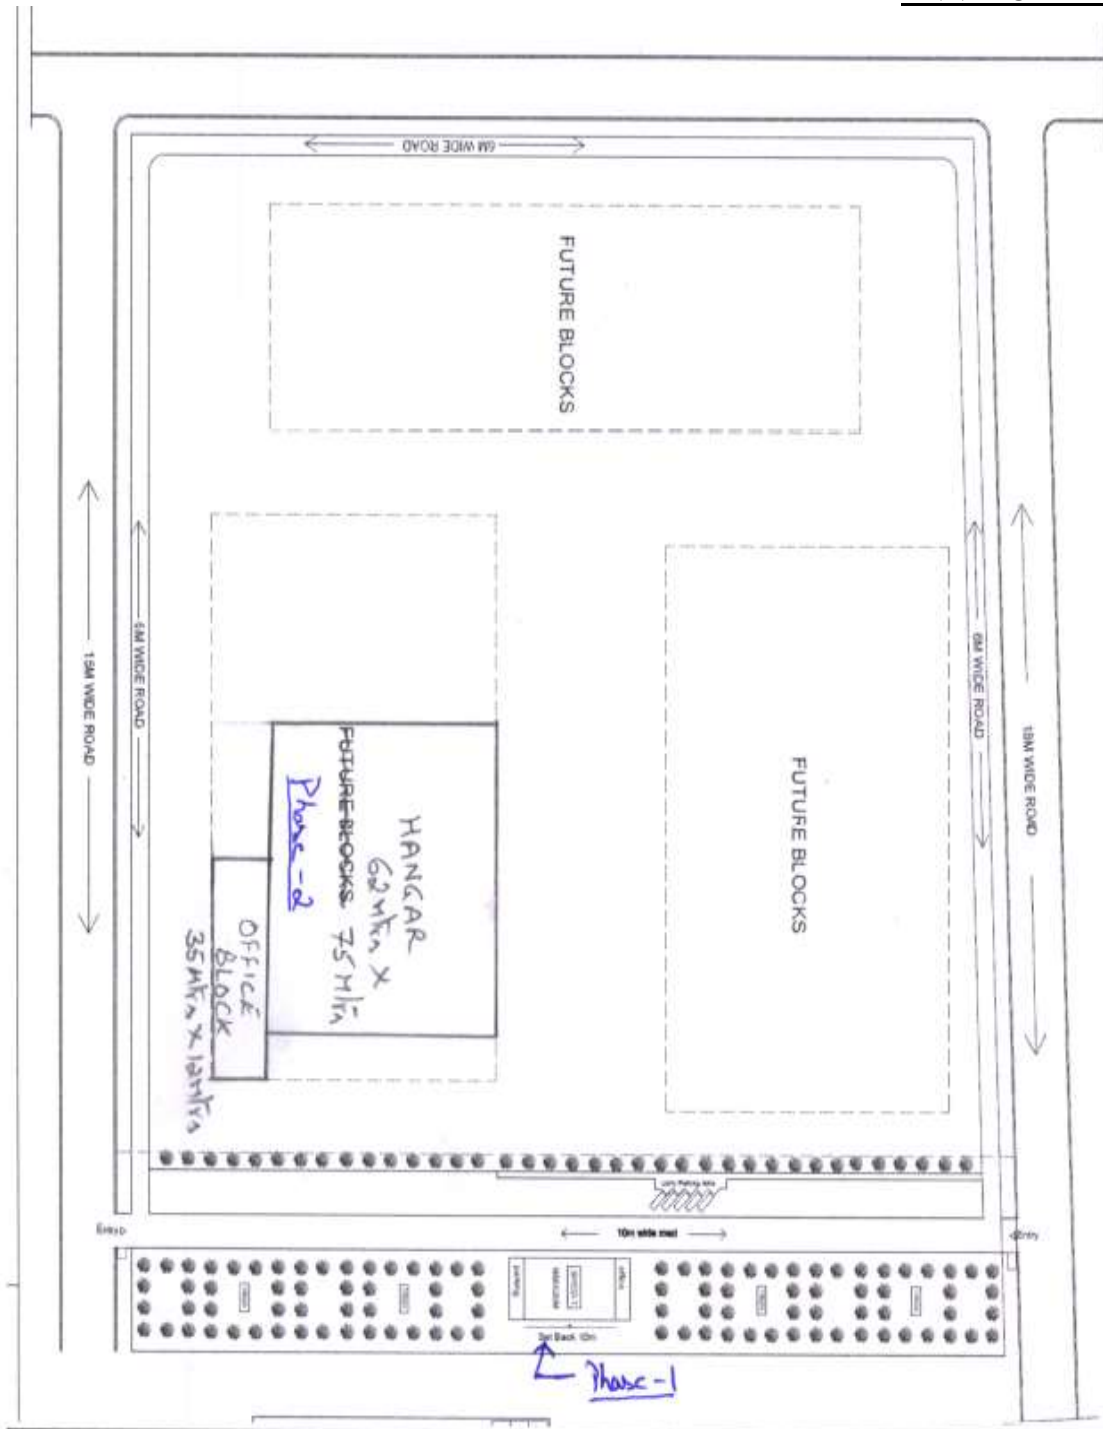 6M WIDE ROAD
FUTURE BLOCKS
15M WIDE ROAD
6M WIDE ROAD
6M WIDE ROAD
18M WIDE ROAD
FUTURE BLOCKS
HANGAR
62 Mtrs X
75 Mtrs
FUTURE BLOCKS
Phase-2
OFFICE
BLOCK
35 Mtrs X 12 Mtrs
Entry
10m wide road
Entry
Set Back 10m
Phase-1